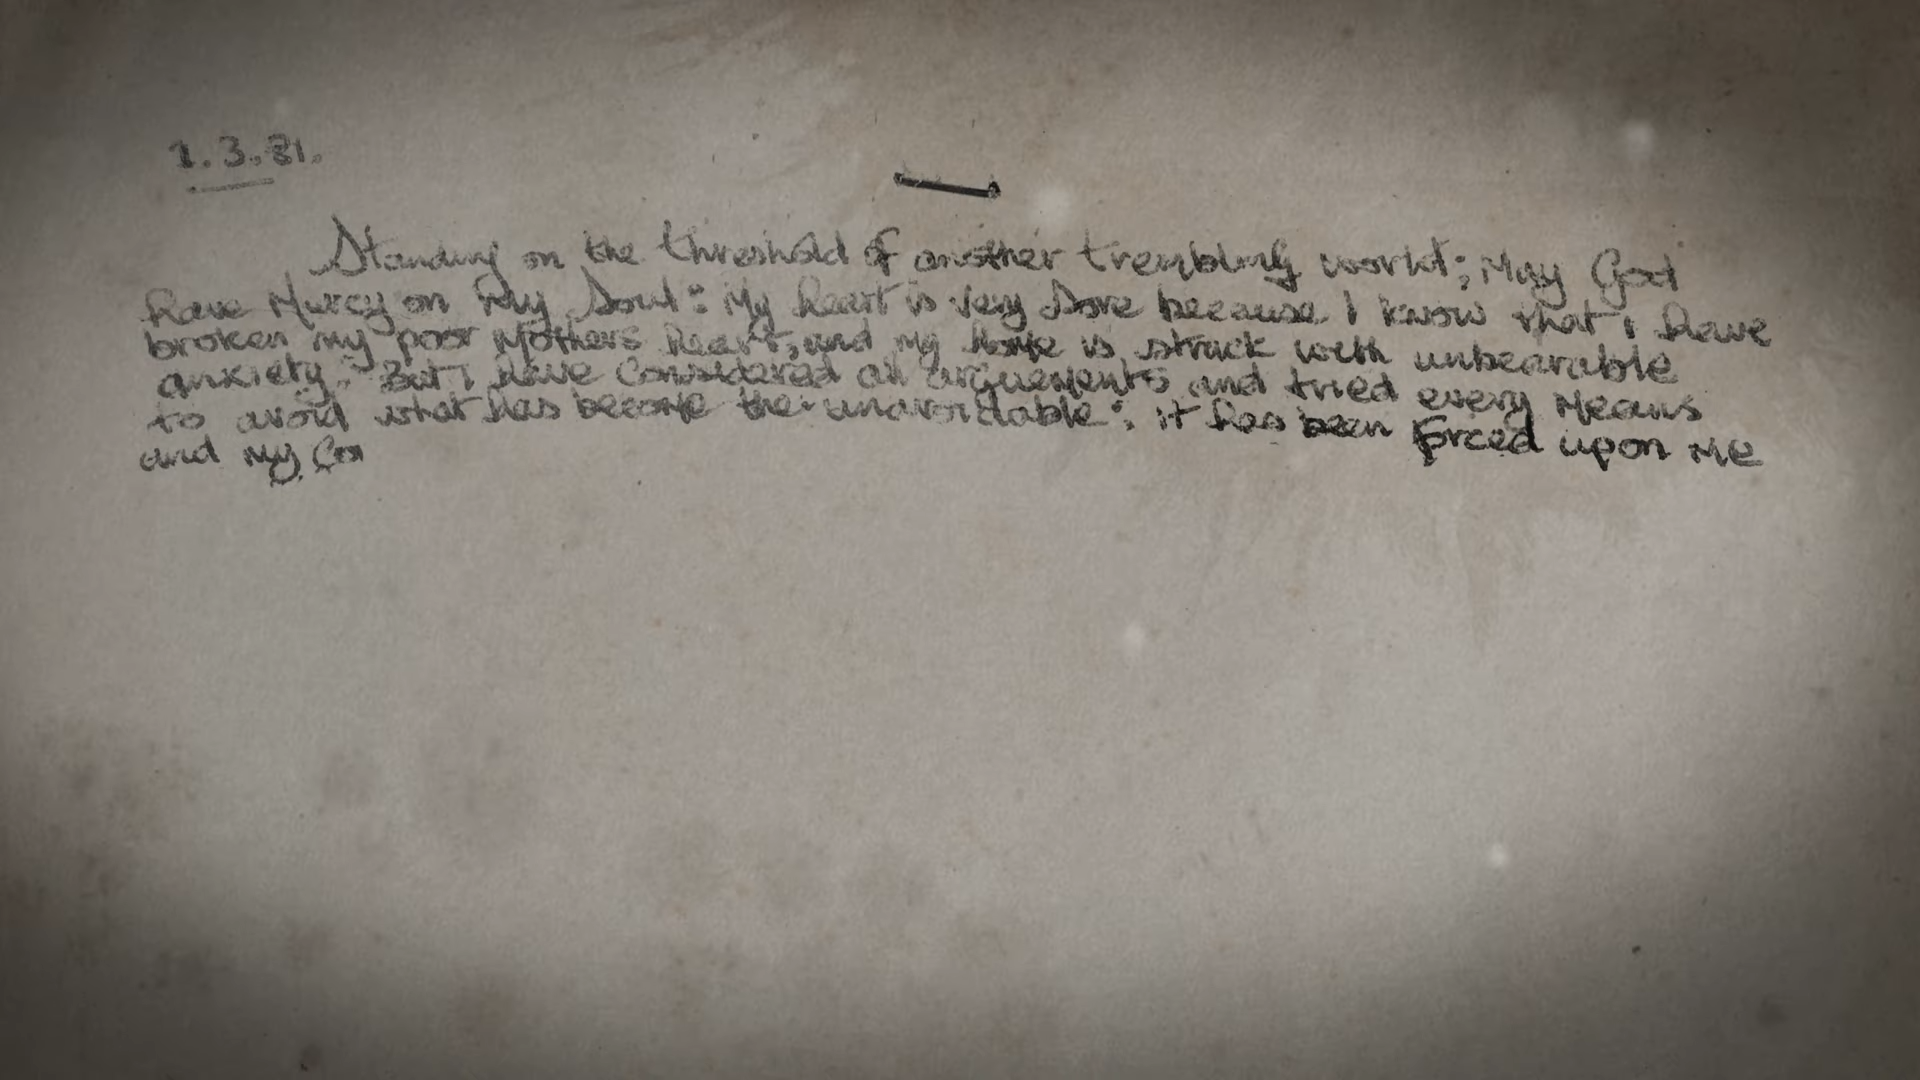 1.3.81.
Standing on the threshold of another trembling world; May God
have Mercy on My Soul: My heart is very Sore because I know that I have
broken my poor Mothers heart, and my home is struck with unbearable
anxiety. But I have Considered all arguements and tried every Means
to avoid what has become the unavoidable: it has been forced upon Me
and My Com